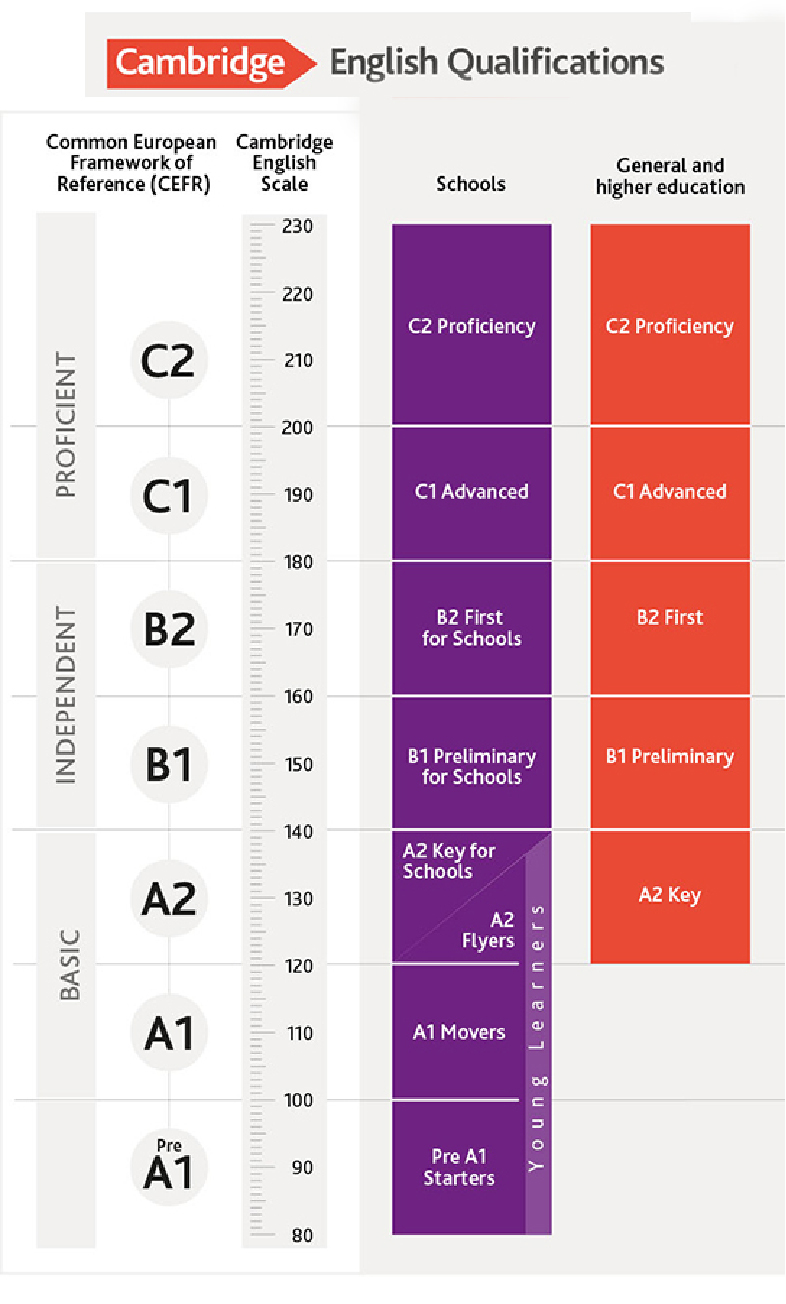 Cambridge English Qualifications
Common European
Framework of
Reference (CEFR)
Cambridge
English
Scale
Schools
General and
higher education
PROFICIENT
C2
C1
INDEPENDENT
B2
B1
BASIC
A2
A1
Pre
A1
230
220
210
200
190
180
170
160
150
140
130
120
110
100
90
80
C2 Proficiency
C1 Advanced
B2 First
for Schools
B1 Preliminary
for Schools
A2 Key for
Schools
A2
Flyers
A1 Movers
Pre A1
Starters
Young Learners
C2 Proficiency
C1 Advanced
B2 First
B1 Preliminary
A2 Key